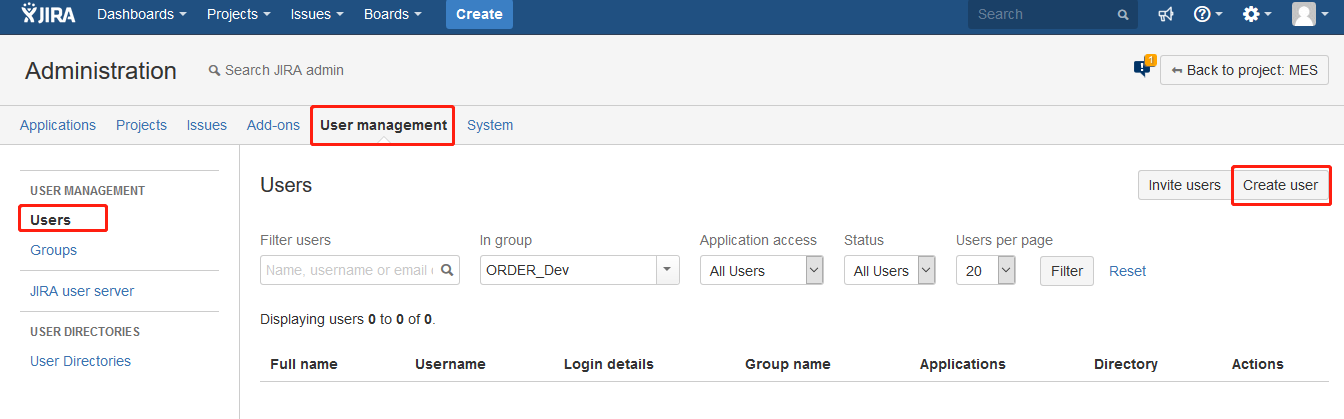 JIRA Dashboards Projects Issues Boards Create Search
Administration Search JIRA admin 1 Back to project: MES
Applications Projects Issues Add-ons User management System
USER MANAGEMENT
Users
Groups
JIRA user server
USER DIRECTORIES
User Directories
Users Invite users Create user
Filter users In group Application access Status Users per page
Name, username or email ORDER_Dev All Users All Users 20 Filter Reset
Displaying users 0 to 0 of 0.
Full name Username Login details Group name Applications Directory Actions